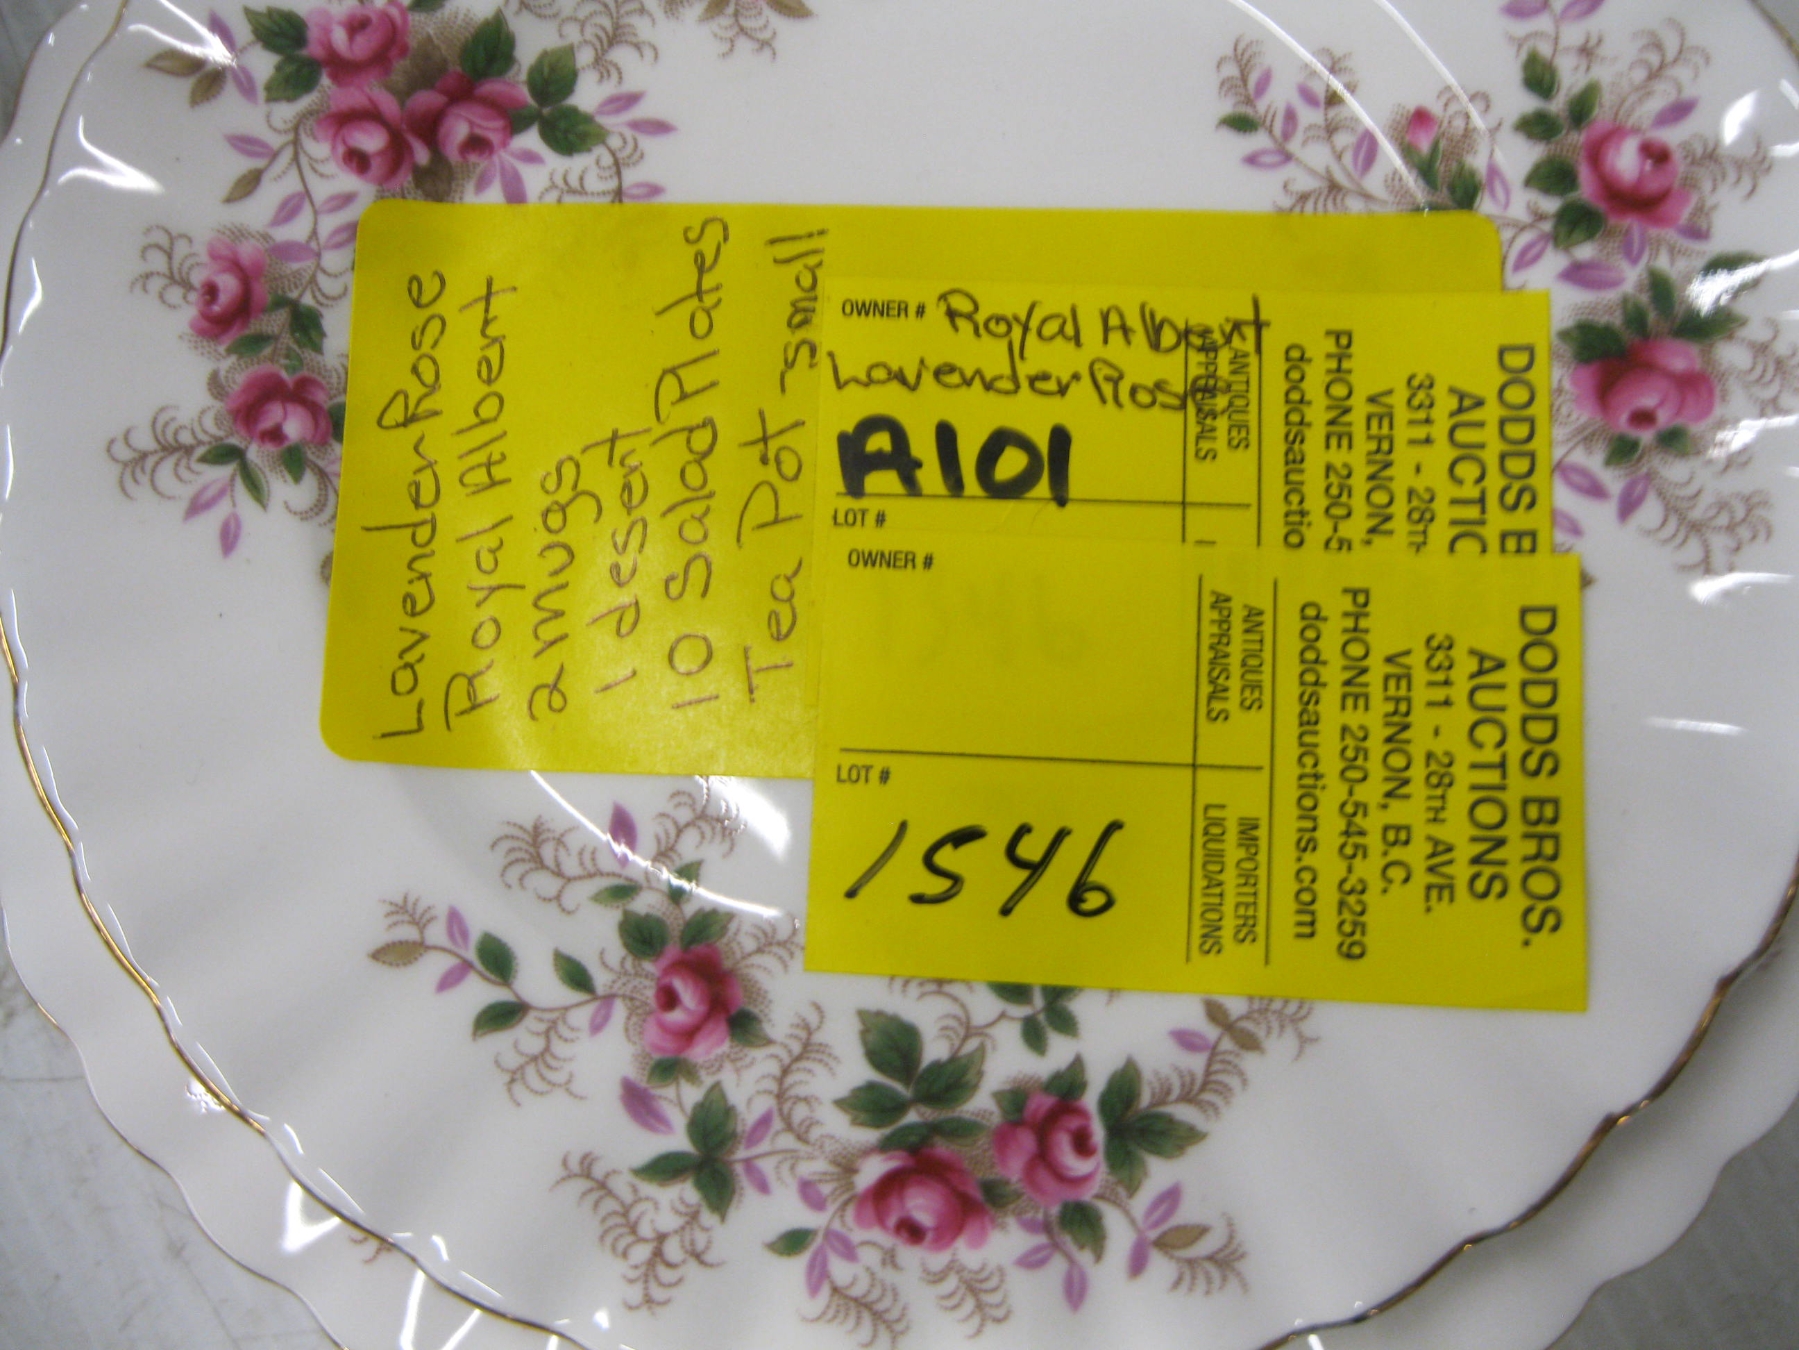 Lavender Rose
Royal Albert
2 mugs
1 desert
10 Salad Plates
Tea Pot - small
OWNER # Royal Albert
Lavender Rose
A101
LOT #
ANTIQUES
APPRAISALS
DODDS B
AUCTIO
3311 - 28TH
VERNON,
PHONE 250-5
doddsauctio
OWNER #
LOT #
1546
ANTIQUES
APPRAISALS
IMPORTERS
LIQUIDATIONS
DODDS BROS.
AUCTIONS
3311 - 28TH AVE.
VERNON, B.C.
PHONE 250-545-3259
doddsauctions.com